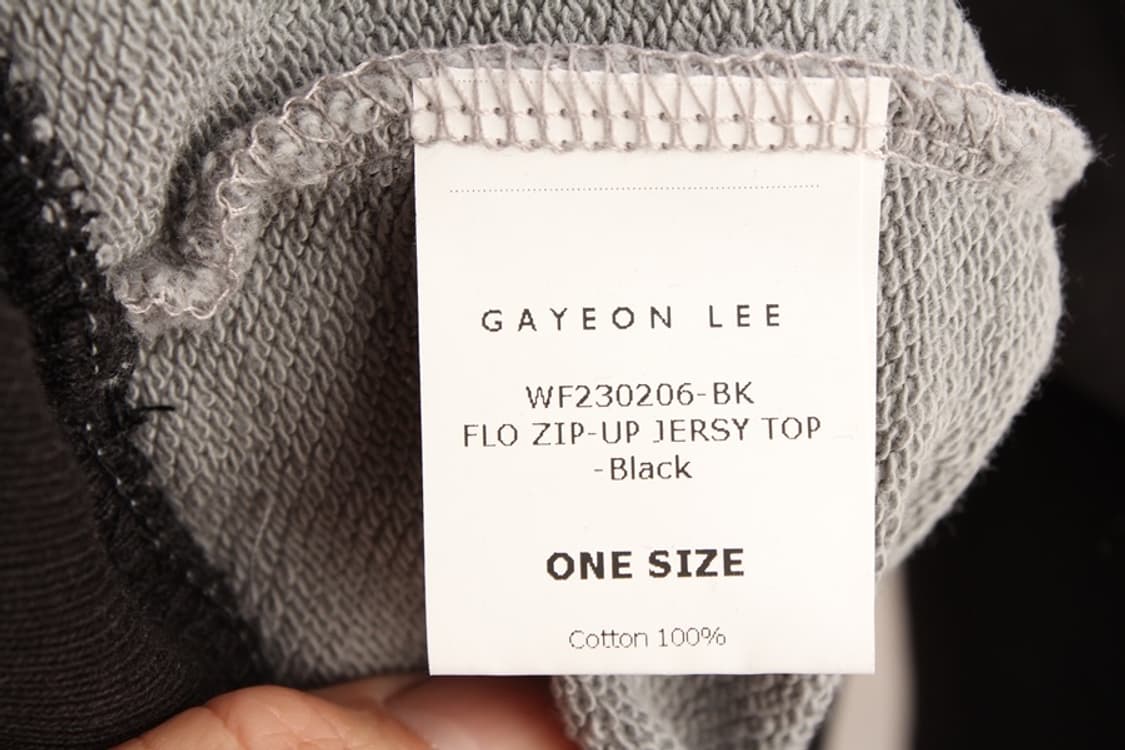 GAYEON LEE
WF230206-BK
FLO ZIP-UP JERSY TOP
-Black
ONE SIZE
Cotton 100%